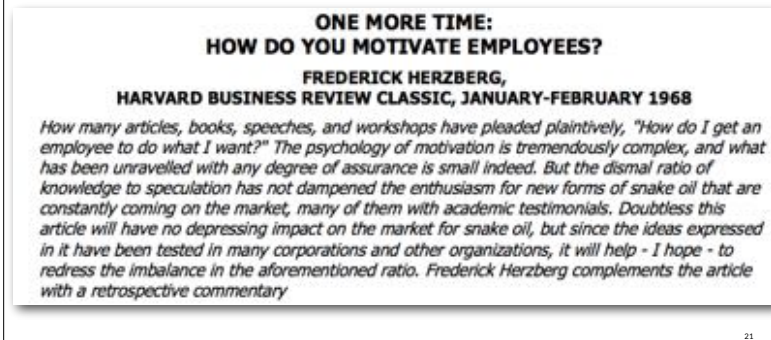 ONE MORE TIME:
HOW DO YOU MOTIVATE EMPLOYEES?
FREDERICK HERZBERG,
HARVARD BUSINESS REVIEW CLASSIC, JANUARY-FEBRUARY 1968
How many articles, books, speeches, and workshops have pleaded plaintively, "How do I get an
employee to do what I want?" The psychology of motivation is tremendously complex, and what
has been unravelled with any degree of assurance is small indeed. But the dismal ratio of
knowledge to speculation has not dampened the enthusiasm for new forms of snake oil that are
constantly coming on the market, many of them with academic testimonials. Doubtless this
article will have no depressing impact on the market for snake oil, but since the ideas expressed
in it have been tested in many corporations and other organizations, it will help - I hope - to
redress the imbalance in the aforementioned ratio. Frederick Herzberg complements the article
with a retrospective commentary
21